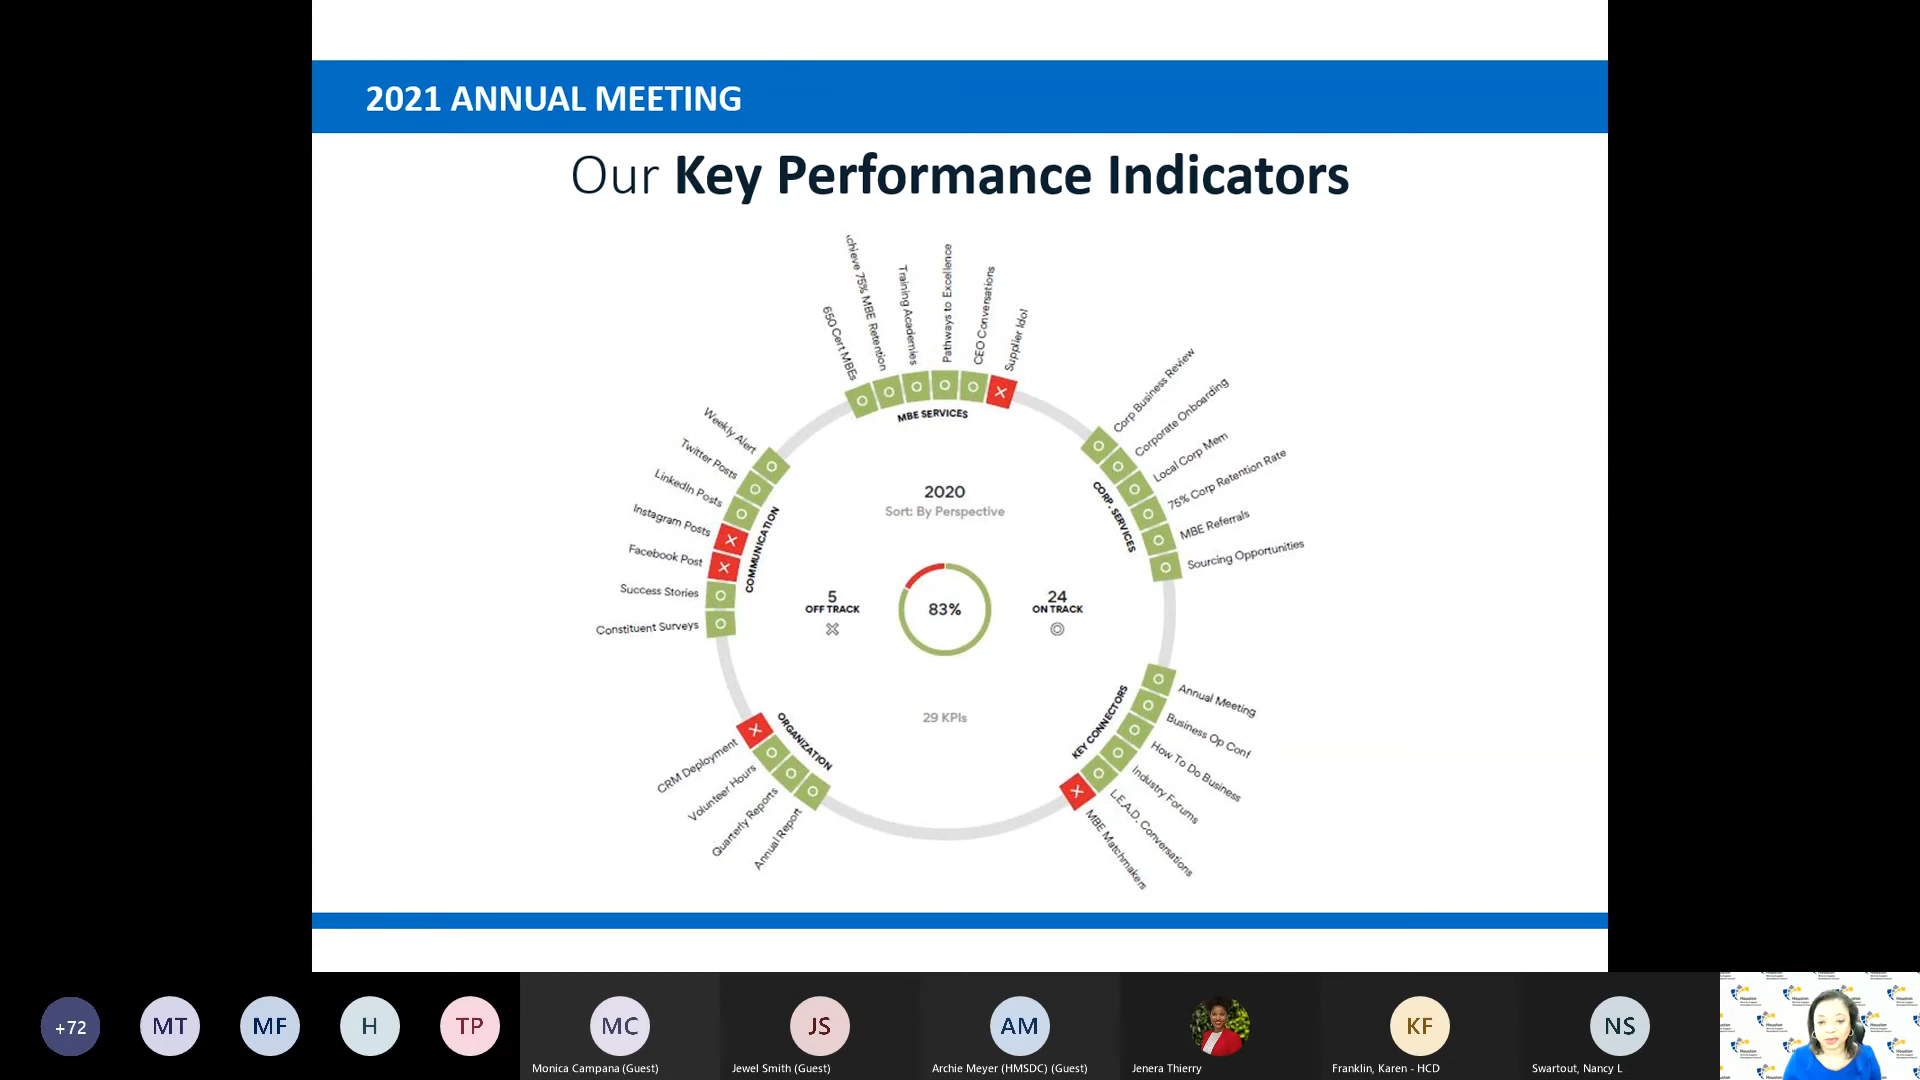 2021 ANNUAL MEETING
Our Key Performance Indicators
650 Cert MBEs
chieve 75% MBE Retention
Training Academies
Pathways to Excellence
CEO Conversations
Supplier Idol
MBE SERVICES
Corp Business Review
Corporate Onboarding
Local Corp Mem
75% Corp Retention Rate
MBE Referrals
Sourcing Opportunities
CORP. SERVICES
Weekly Alert
Twitter Posts
LinkedIn Posts
Instagram Posts
Facebook Post
Success Stories
Constituent Surveys
COMMUNICATION
2020
Sort: By Perspective
5
OFF TRACK
83%
24
ON TRACK
29 KPIs
Annual Meeting
Business Op Conf
How To Do Business
Industry Forums
L.E.A.D. Conversations
MBE Matchmakers
KEY CONNECTORS
CRM Deployment
Volunteer Hours
Quarterly Reports
Annual Report
ORGANIZATION
+72
MT
MF
H
TP
MC
JS
AM
KF
NS
Monica Campana (Guest)
Jewel Smith (Guest)
Archie Meyer (HMSDC) (Guest)
Jenera Thierry
Franklin, Karen - HCD
Swartout, Nancy L